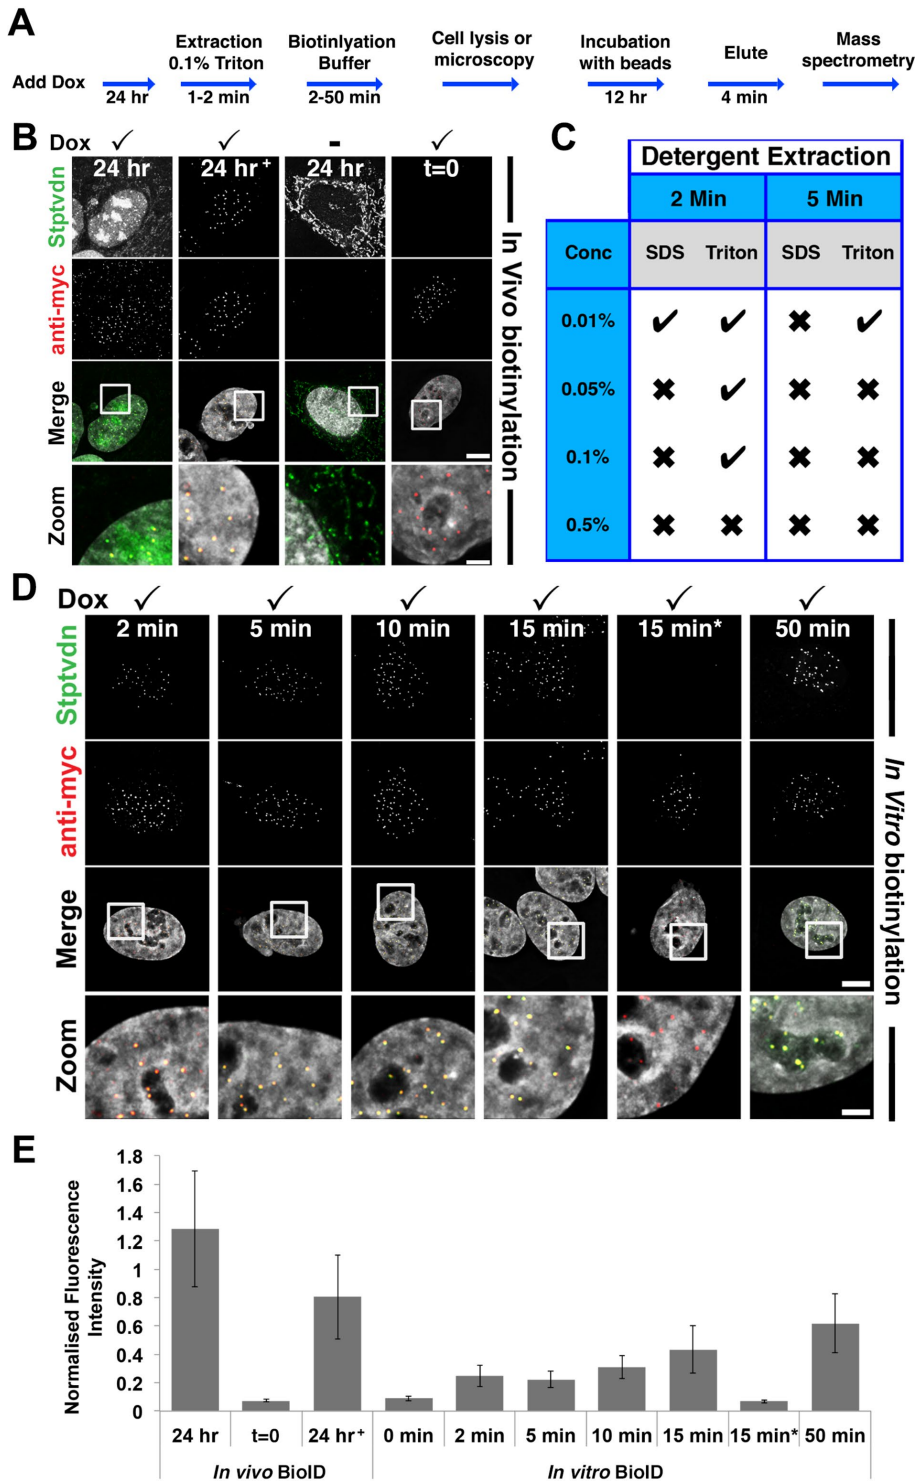 A
Add Dox
24 hr
Extraction
0.1% Triton
1-2 min
Biotinlyation
Buffer
2-50 min
Cell lysis or
microscopy
Incubation
with beads
12 hr
Elute
4 min
Mass
spectrometry
B
Dox ✓ ✓ - ✓
24 hr 24 hr⁺ 24 hr t=0
Stptvdn
anti-myc
Merge
Zoom
In Vivo biotinylation
C
Detergent Extraction
2 Min 5 Min
Conc SDS Triton SDS Triton
0.01% ✔ ✔ ✖ ✔
0.05% ✖ ✔ ✖ ✖
0.1% ✖ ✔ ✖ ✖
0.5% ✖ ✖ ✖ ✖
D
Dox ✓ ✓ ✓ ✓ ✓ ✓
2 min 5 min 10 min 15 min 15 min* 50 min
Stptvdn
anti-myc
Merge
Zoom
In Vitro biotinylation
E
Normalised Fluorescence
Intensity
1.8
1.6
1.4
1.2
1
0.8
0.6
0.4
0.2
0
24 hr t=0 24 hr⁺ 0 min 2 min 5 min 10 min 15 min 15 min* 50 min
In vivo BioID In vitro BioID